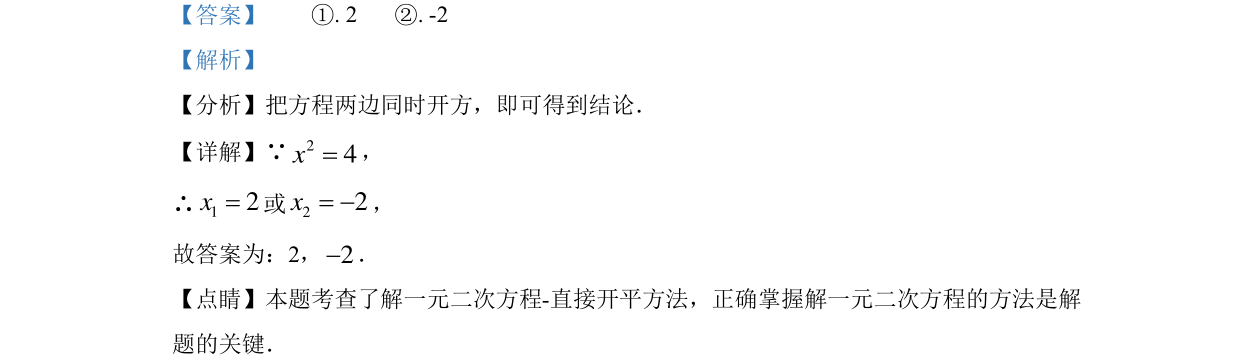 【答案】 ①. 2 ②. -2
【解析】
【分析】把方程两边同时开方，即可得到结论．
【详解】∵ x² = 4，
∴ x₁ = 2 或 x₂ = −2，
故答案为：2，−2．
【点睛】本题考查了解一元二次方程-直接开平方法，正确掌握解一元二次方程的方法是解
题的关键．